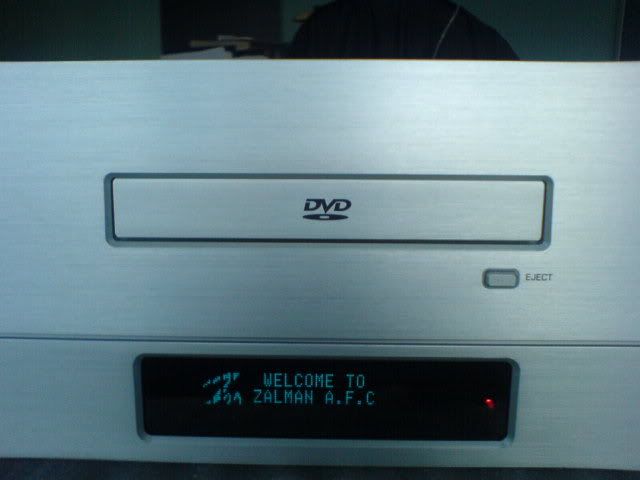 DVD
EJECT
WELCOME TO
ZALMAN A.F.C